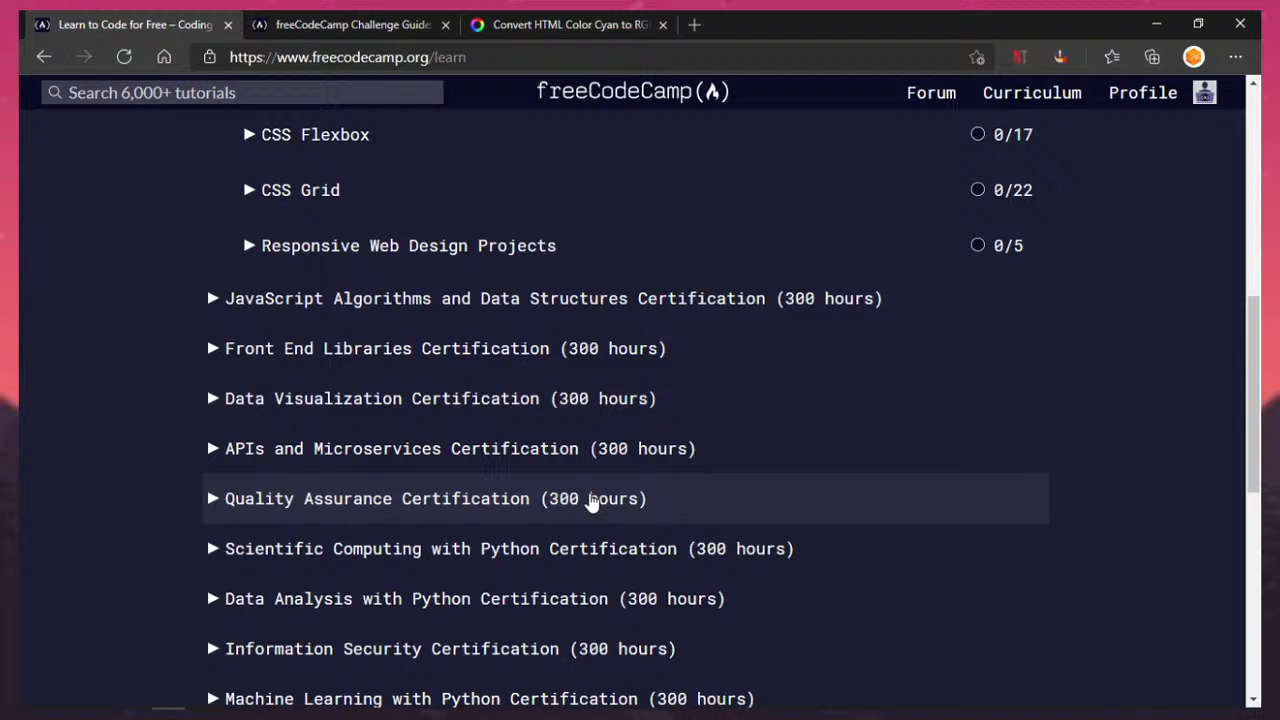 Learn to Code for Free – Coding
freeCodeCamp Challenge Guide:
Convert HTML Color Cyan to RG
https://www.freecodecamp.org/learn
NT
Search 6,000+ tutorials
freeCodeCamp
Forum
Curriculum
Profile
CSS Flexbox 0/17
CSS Grid 0/22
Responsive Web Design Projects 0/5
JavaScript Algorithms and Data Structures Certification (300 hours)
Front End Libraries Certification (300 hours)
Data Visualization Certification (300 hours)
APIs and Microservices Certification (300 hours)
Quality Assurance Certification (300 hours)
Scientific Computing with Python Certification (300 hours)
Data Analysis with Python Certification (300 hours)
Information Security Certification (300 hours)
Machine Learning with Python Certification (300 hours)